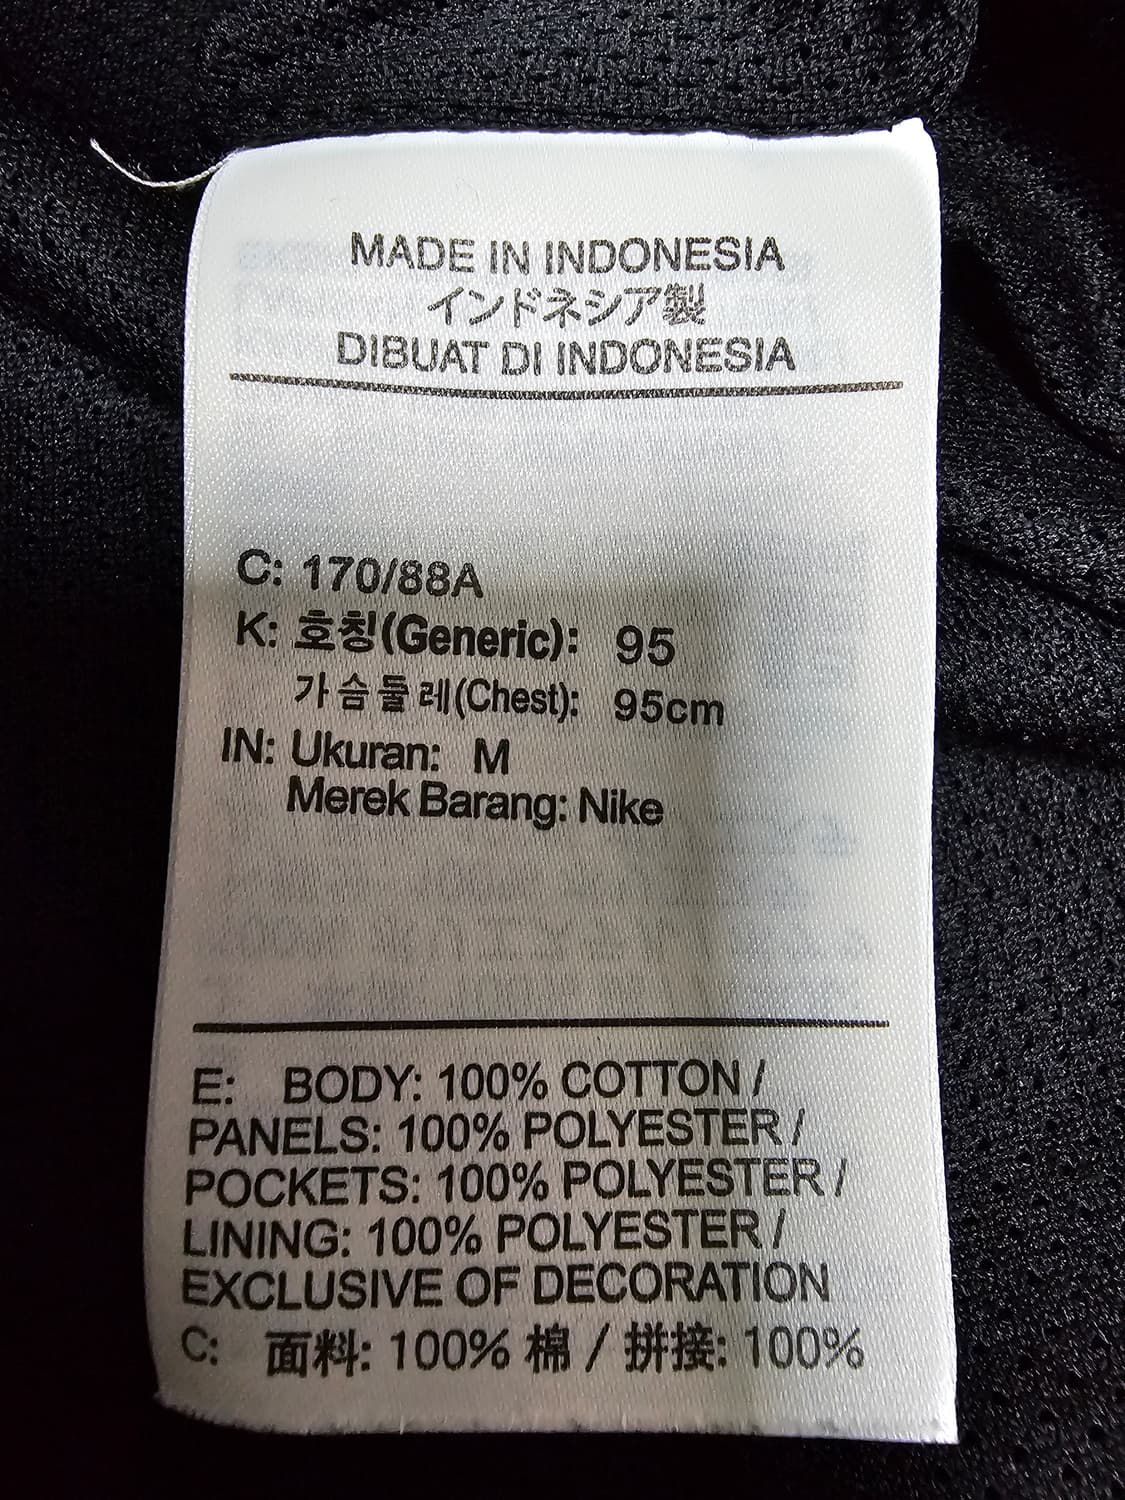 MADE IN INDONESIA
インドネシア製
DIBUAT DI INDONESIA
C: 170/88A
K: 호칭(Generic): 95
가슴둘레(Chest): 95cm
IN: Ukuran: M
Merek Barang: Nike
E: BODY: 100% COTTON /
PANELS: 100% POLYESTER /
POCKETS: 100% POLYESTER /
LINING: 100% POLYESTER /
EXCLUSIVE OF DECORATION
C: 面料: 100% 棉 / 拼接: 100%